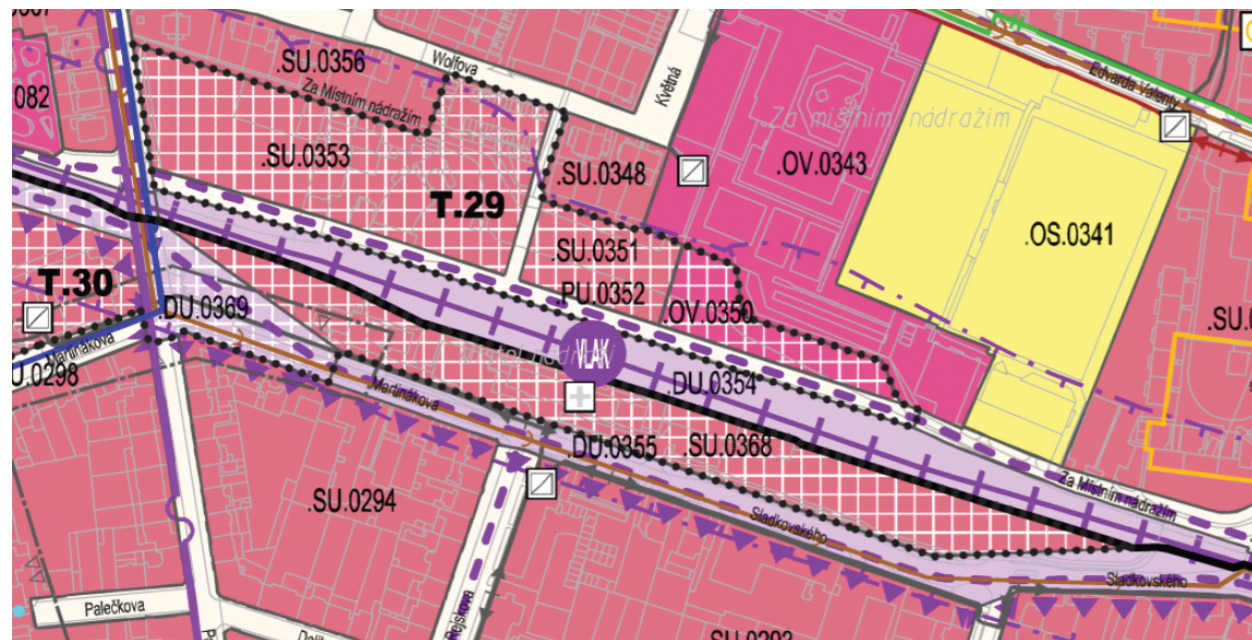 .SU.0356
Wolfova
Květná
Edvarda Valenty
082
Za Místním nádražím
Za místním nádražím
.SU.0353
.SU.0348
.OV.0343
T.29
.OS.0341
.SU.0351
.PU.0352
T.30
.DU.0369
.OV.0350
VLAK
Martinákova
U.0298
.DU.0354
Martinákova
.DU.0355
.SU.0368
.SU.0294
Za Místním nádražím
Sladkovského
Sladkovského
Palečkova
Rejskova